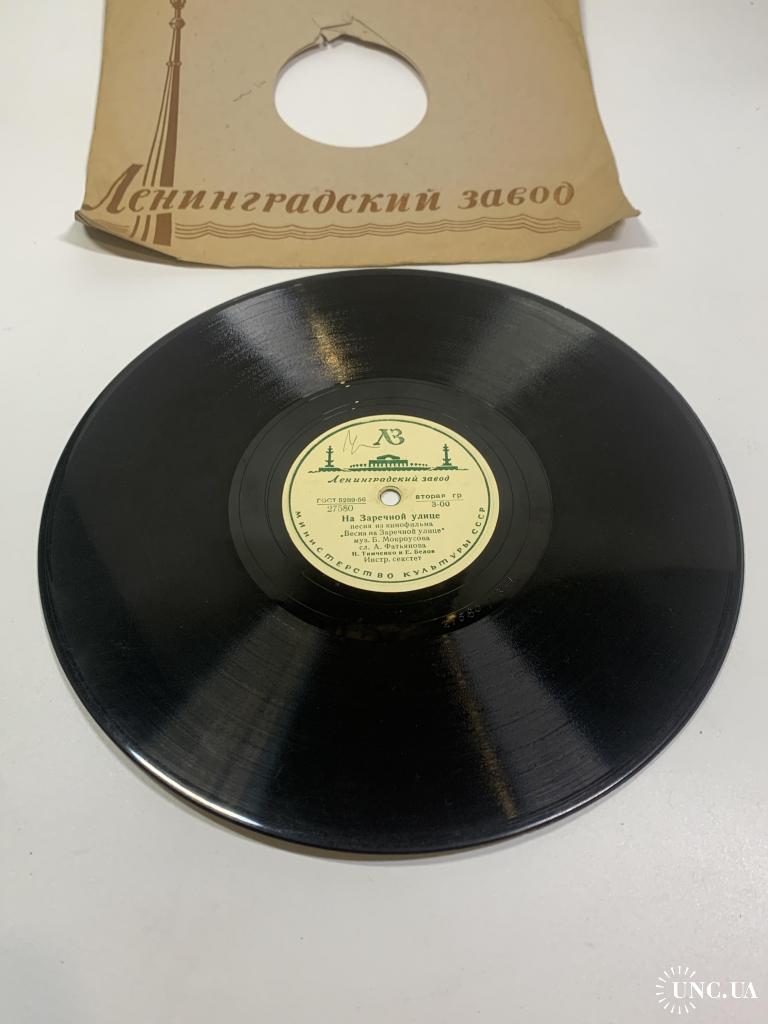 Ленинградский завод
ЛЗ
Ленинградский завод
ГОСТ 5289-56 вторая гр
27580 3-00
На Заречной улице
песня из кинофильма
„Весна на Заречной улице"
муз. Б. Мокроусова
сл. А. Фатьянова
Н. Тимченко и Е. Белов
Инстр. секстет
МИНИСТЕРСТВО КУЛЬТУРЫ СССР
UNC.UA